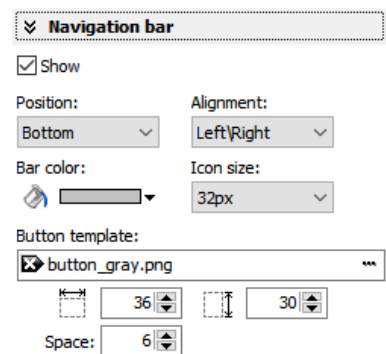 Navigation bar
Show
Position: Alignment:
Bottom Left\Right
Bar color: Icon size:
32px
Button template:
button_gray.png ...
36 30
Space: 6